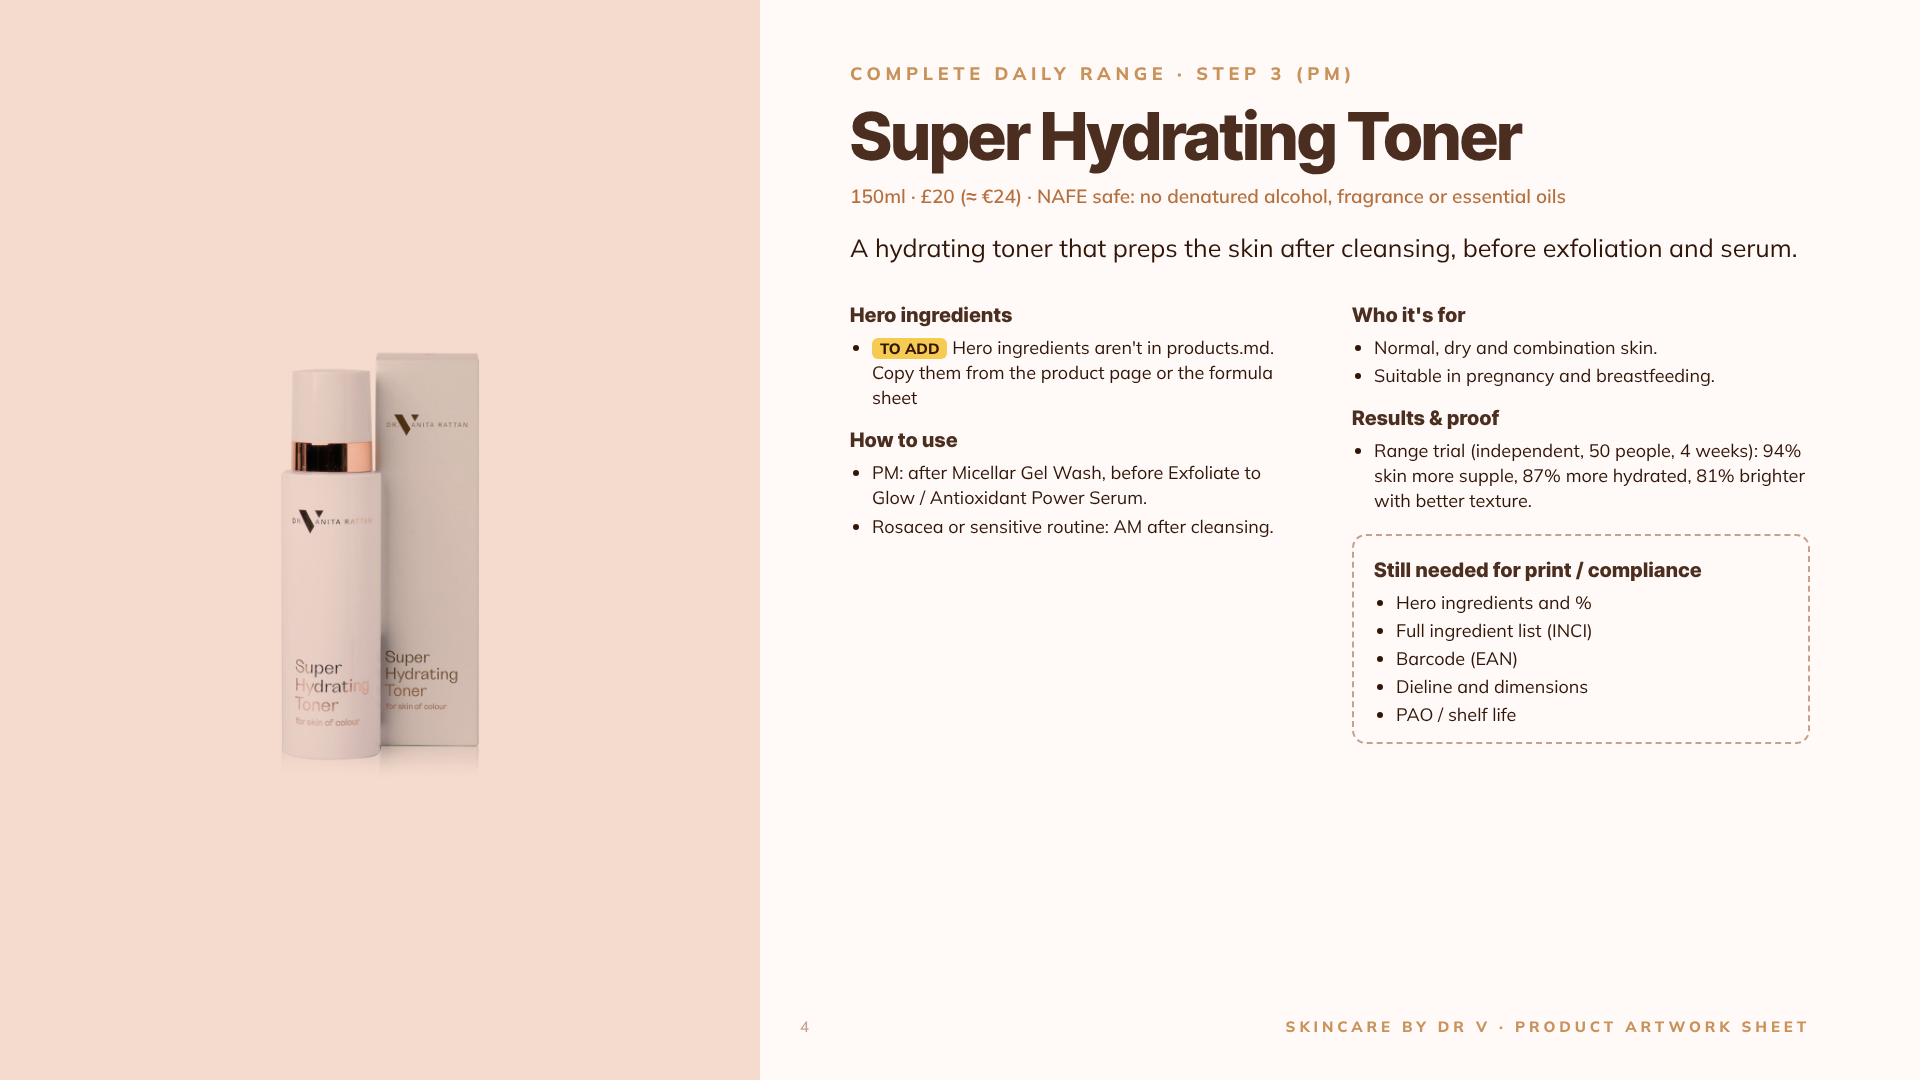 COMPLETE DAILY RANGE · STEP 3 (PM)
Super Hydrating Toner
150ml · £20 (≈ €24) · NAFE safe: no denatured alcohol, fragrance or essential oils
A hydrating toner that preps the skin after cleansing, before exfoliation and serum.
Hero ingredients
• TO ADD Hero ingredients aren't in products.md.
Copy them from the product page or the formula
sheet
How to use
• PM: after Micellar Gel Wash, before Exfoliate to
Glow / Antioxidant Power Serum.
• Rosacea or sensitive routine: AM after cleansing.
Who it's for
• Normal, dry and combination skin.
• Suitable in pregnancy and breastfeeding.
Results & proof
• Range trial (independent, 50 people, 4 weeks): 94%
skin more supple, 87% more hydrated, 81% brighter
with better texture.
Still needed for print / compliance
• Hero ingredients and %
• Full ingredient list (INCI)
• Barcode (EAN)
• Dieline and dimensions
• PAO / shelf life
DR VANITA RATTAN
Super
Hydrating
Toner
for skin of colour
DR VANITA RATTAN
Super
Hydrating
Toner
for skin of colour
4
SKINCARE BY DR V · PRODUCT ARTWORK SHEET